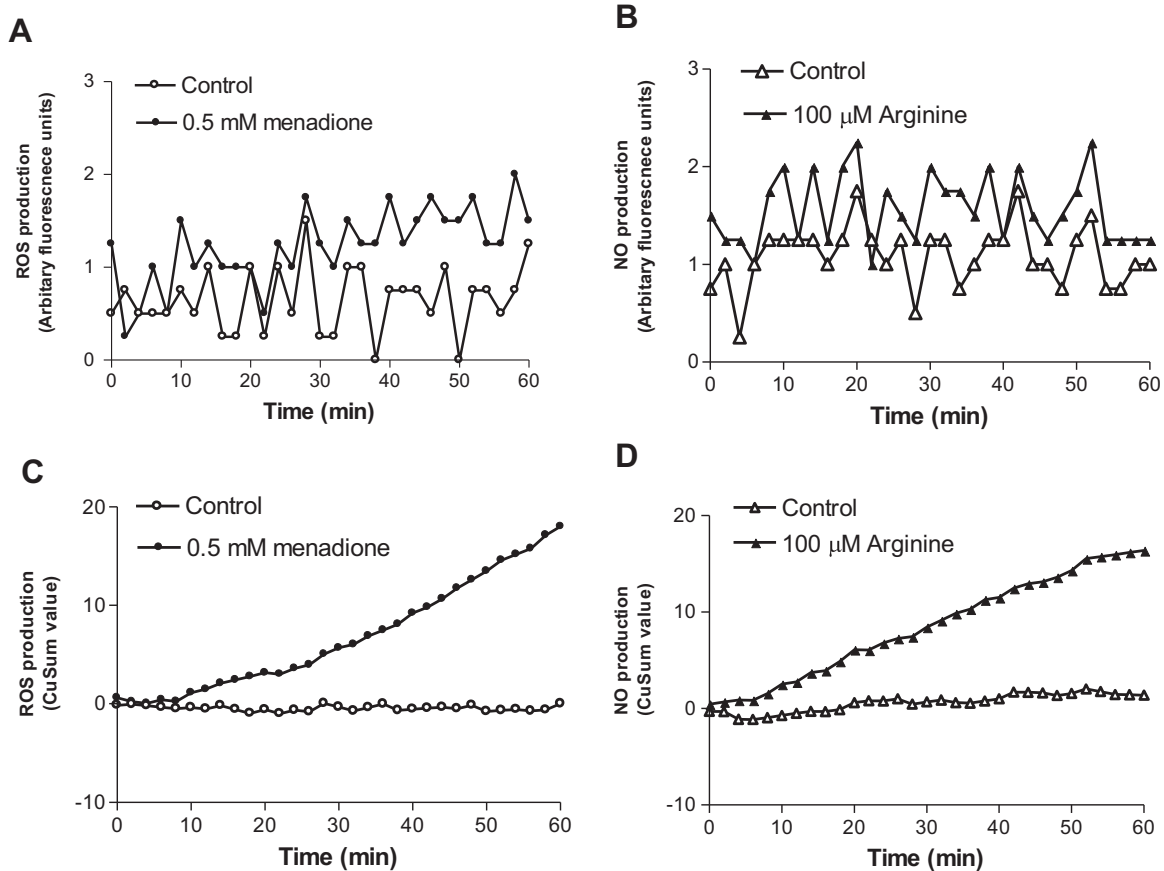 A
Control
0.5 mM menadione
ROS production
(Arbitary fluorescnece units)
3
2
1
0
0 10 20 30 40 50 60
Time (min)
B
Control
100 μM Arginine
NO production
(Arbitary fluorescnece units)
3
2
1
0
0 10 20 30 40 50 60
Time (min)
C
Control
0.5 mM menadione
ROS production
(CuSum value)
20
10
0
-10
0 10 20 30 40 50 60
Time (min)
D
Control
100 μM Arginine
NO production
(CuSum value)
20
10
0
-10
0 10 20 30 40 50 60
Time (min)